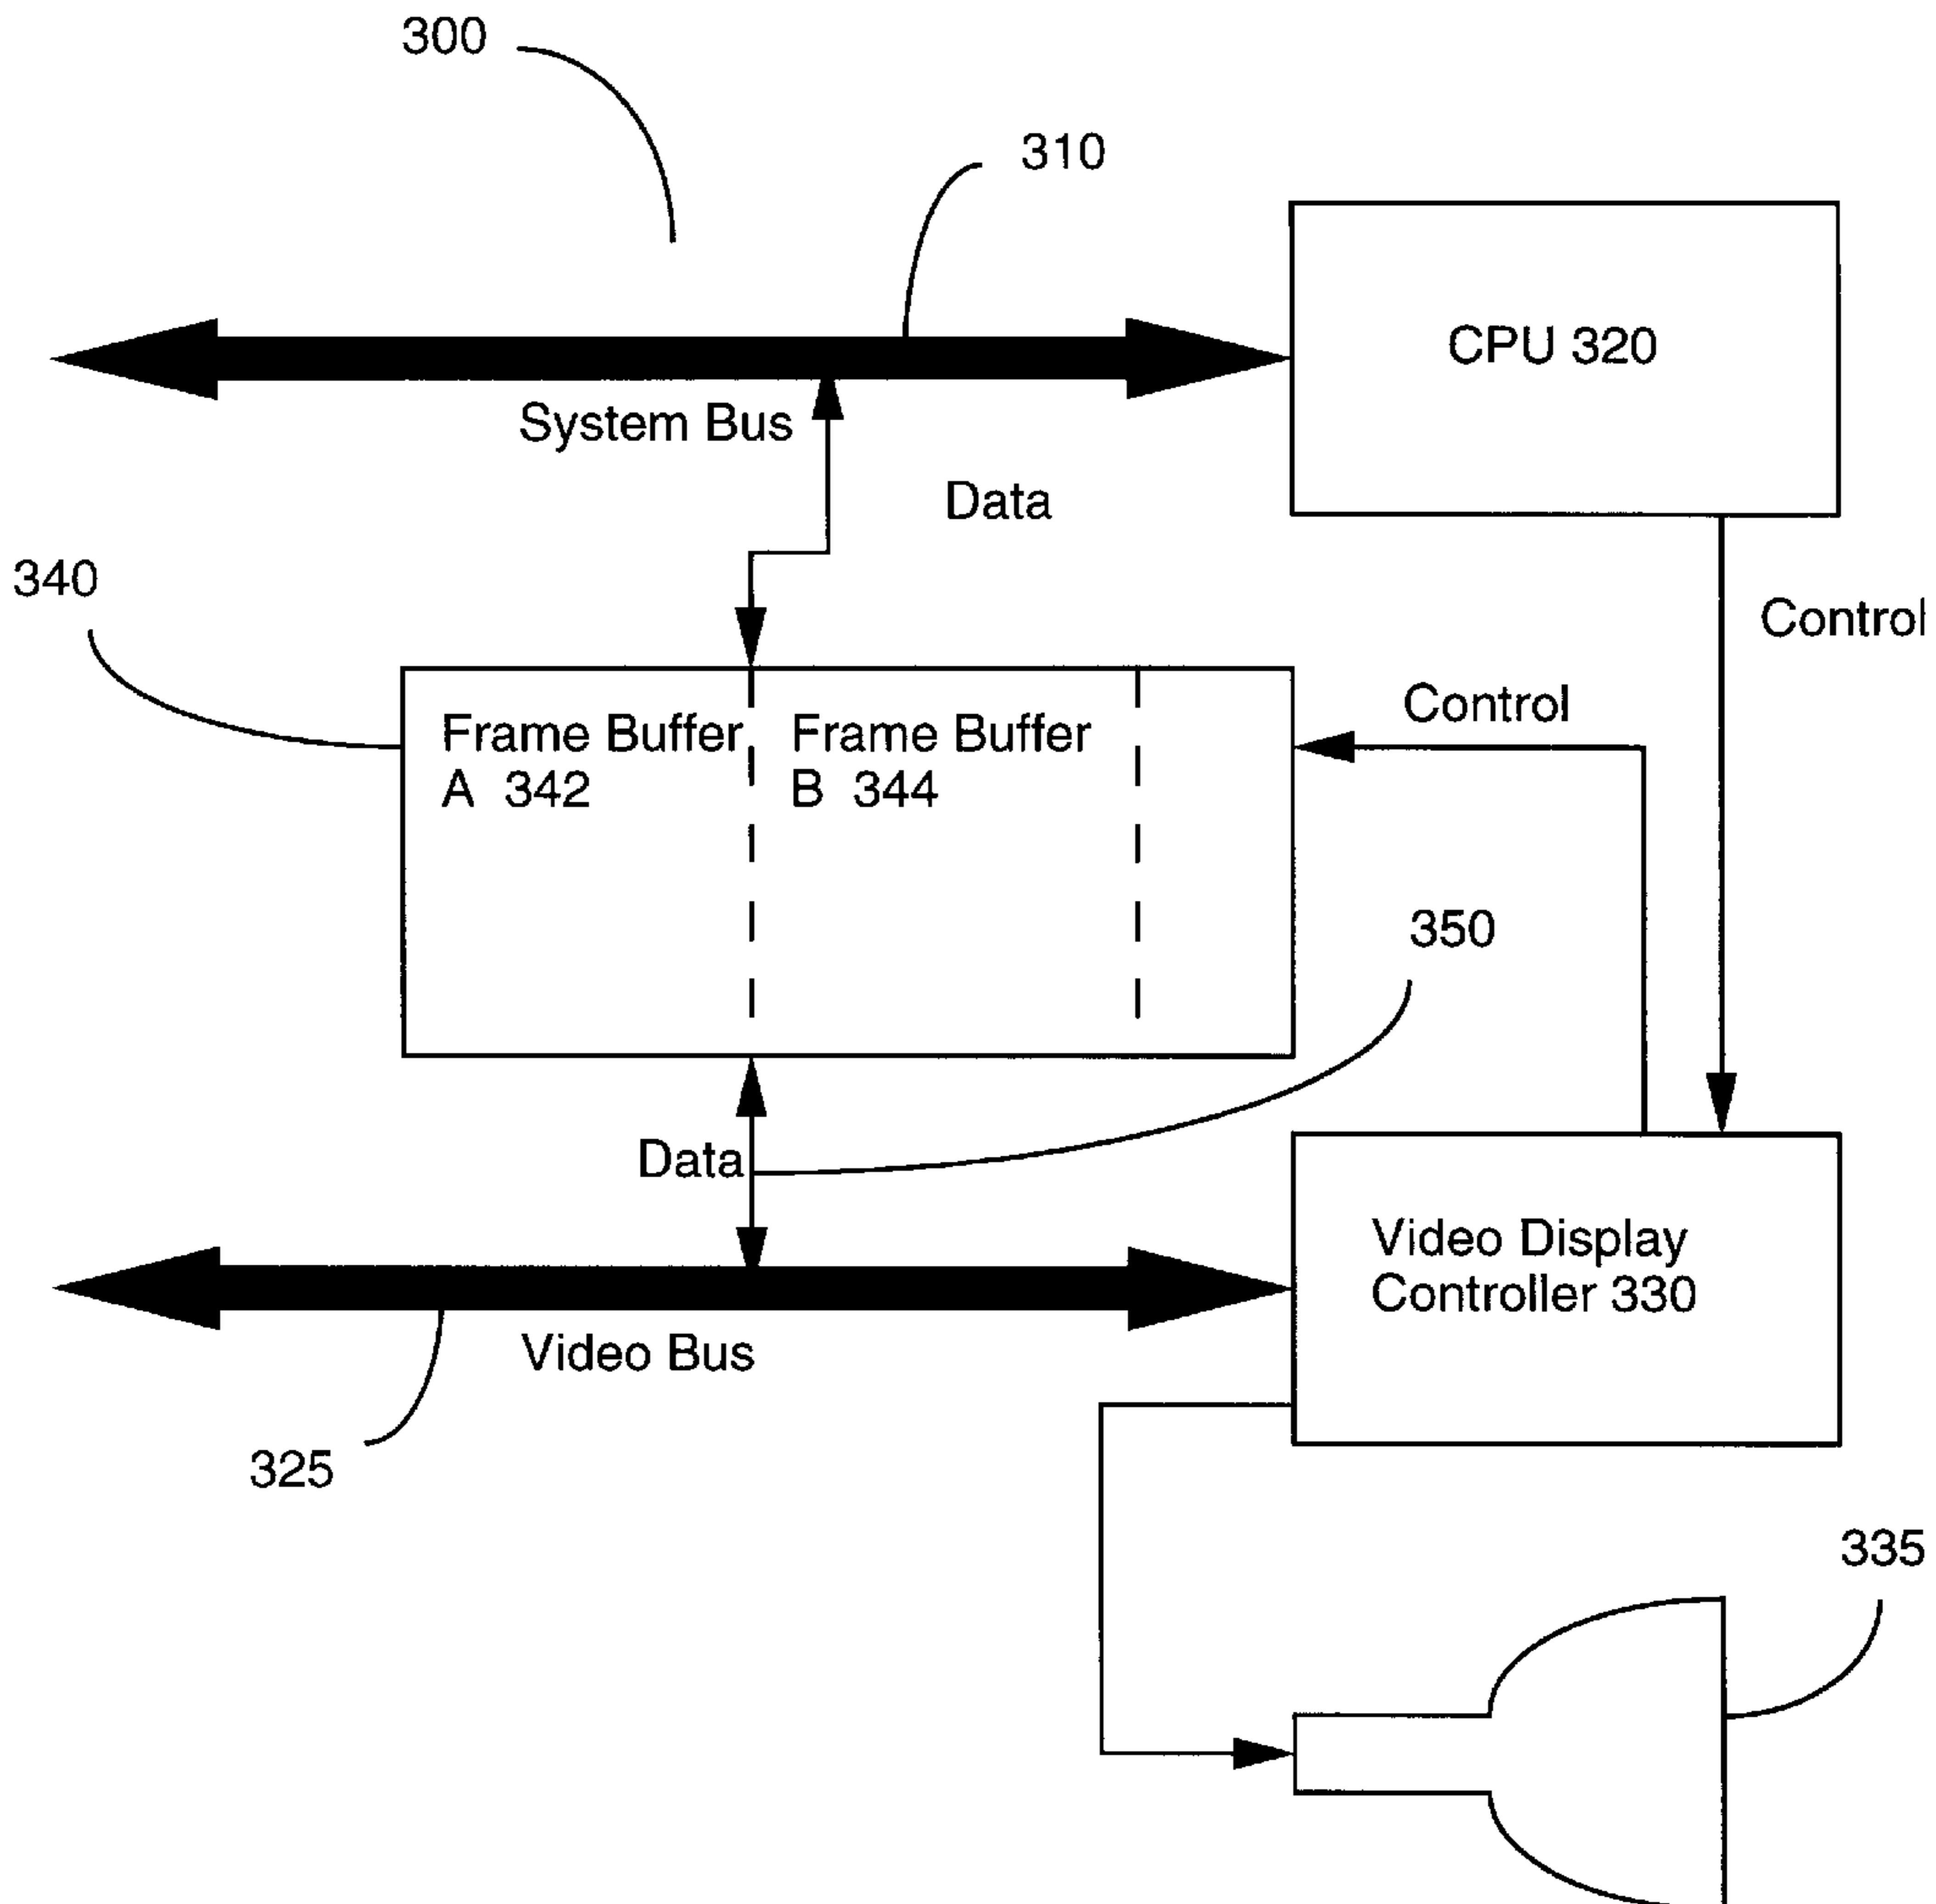 300
310
CPU 320
System Bus
Data
340
Control
Control
Frame Buffer
A 342
Frame Buffer
B 344
350
Data
Video Display
Controller 330
Video Bus
325
335